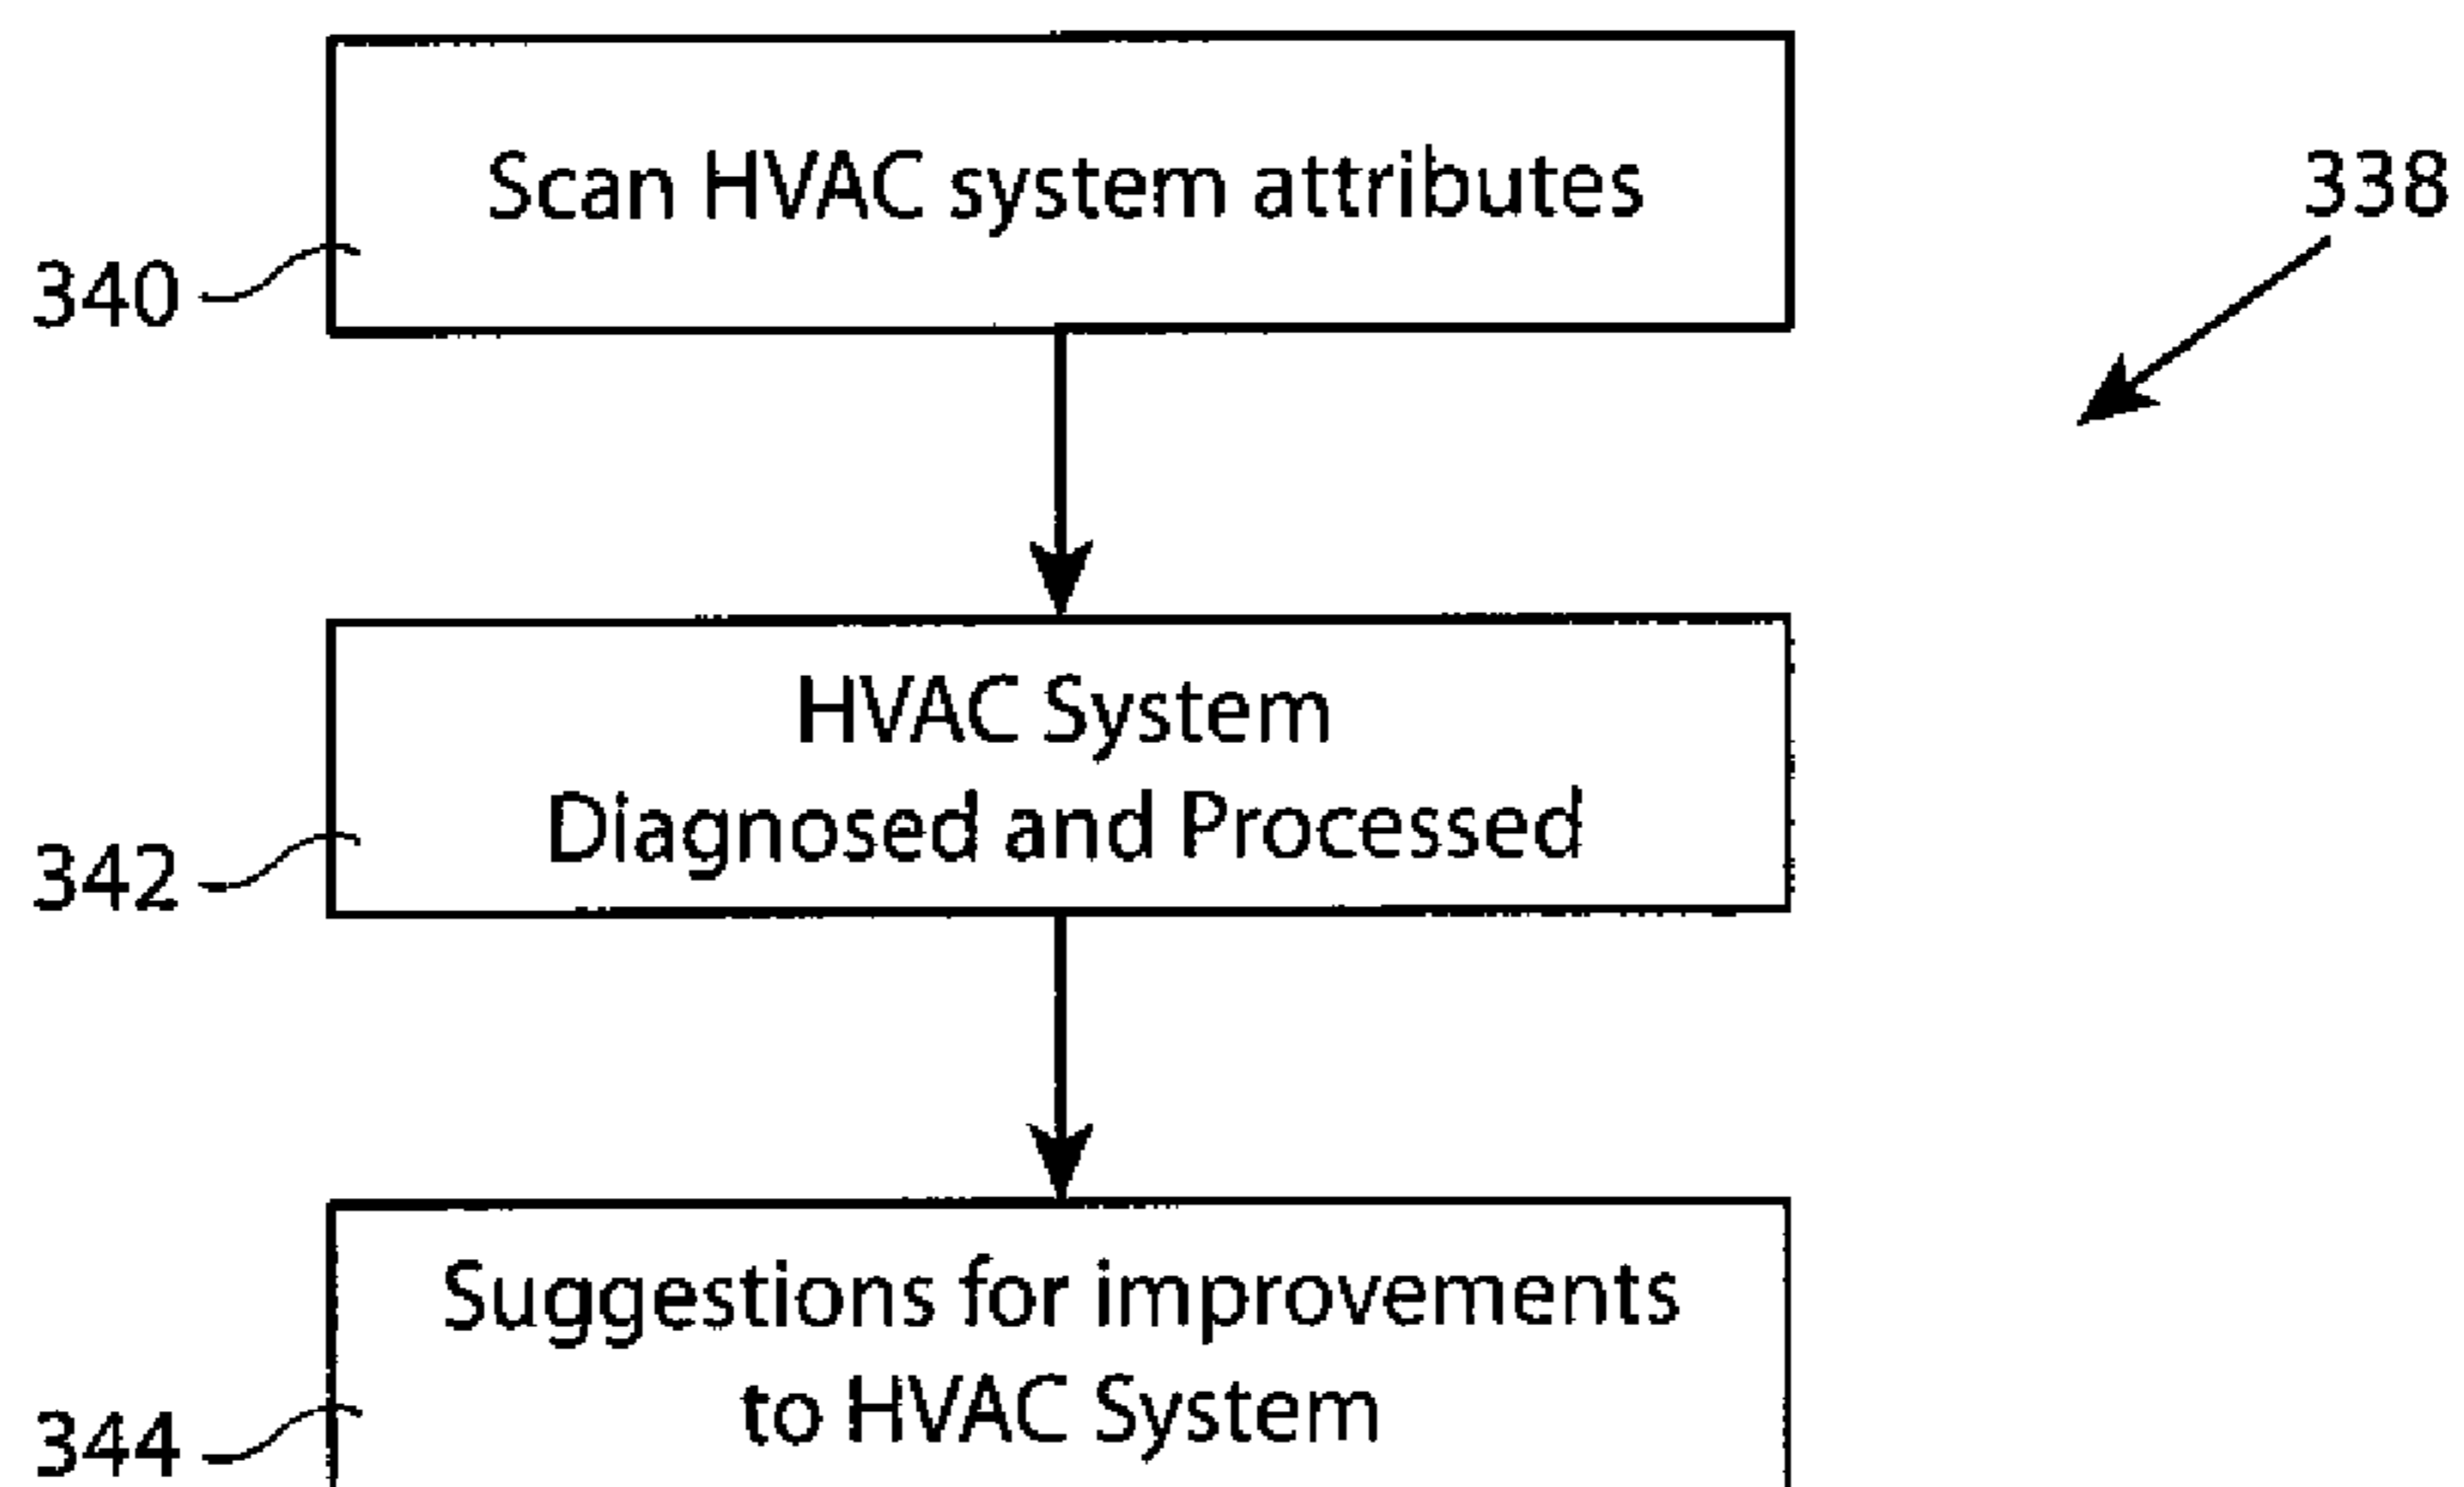 Scan HVAC system attributes
338
340
HVAC System
Diagnosed and Processed
342
Suggestions for improvements
to HVAC System
344